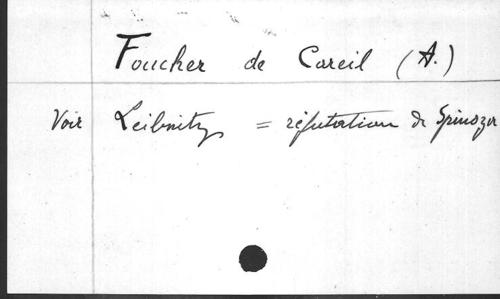 Foucher de Careil (A.)
Voir Leibnitz = réfutation de Spinoza